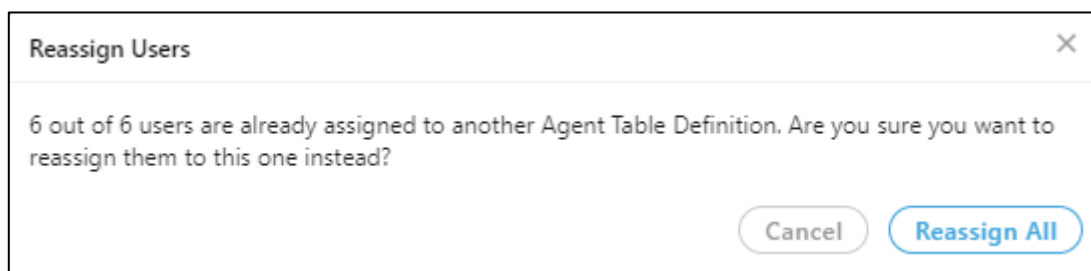 Reassign Users
6 out of 6 users are already assigned to another Agent Table Definition. Are you sure you want to
reassign them to this one instead?
Cancel
Reassign All